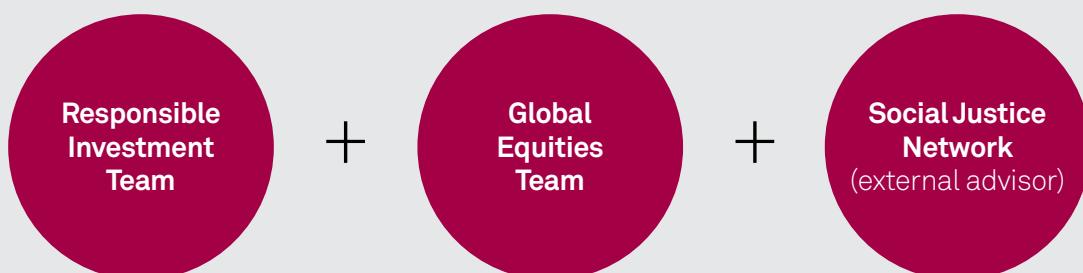 Responsible
Investment
Team
+
Global
Equities
Team
+
Social Justice
Network
(external advisor)